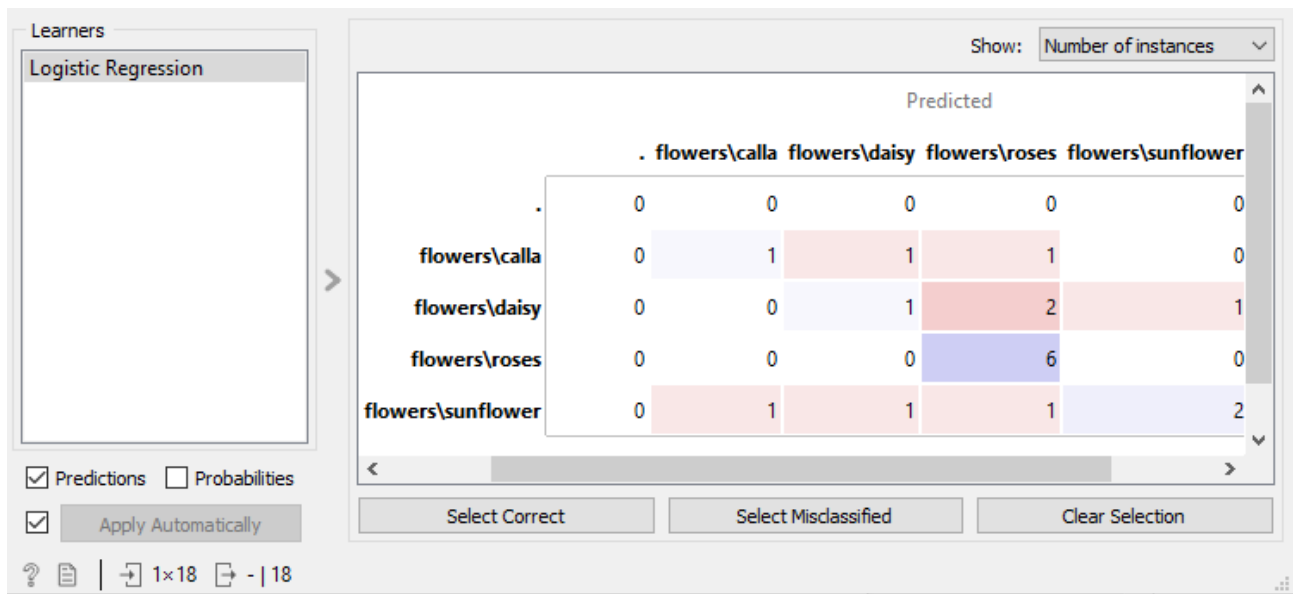 Learners
Logistic Regression
Show: Number of instances
Predicted
. flowers\calla flowers\daisy flowers\roses flowers\sunflower
. 0 0 0 0 0
flowers\calla 0 1 1 1 0
flowers\daisy 0 0 1 2 1
flowers\roses 0 0 0 6 0
flowers\sunflower 0 1 1 1 2
Predictions Probabilities
Apply Automatically
Select Correct Select Misclassified Clear Selection
? 1×18 - | 18